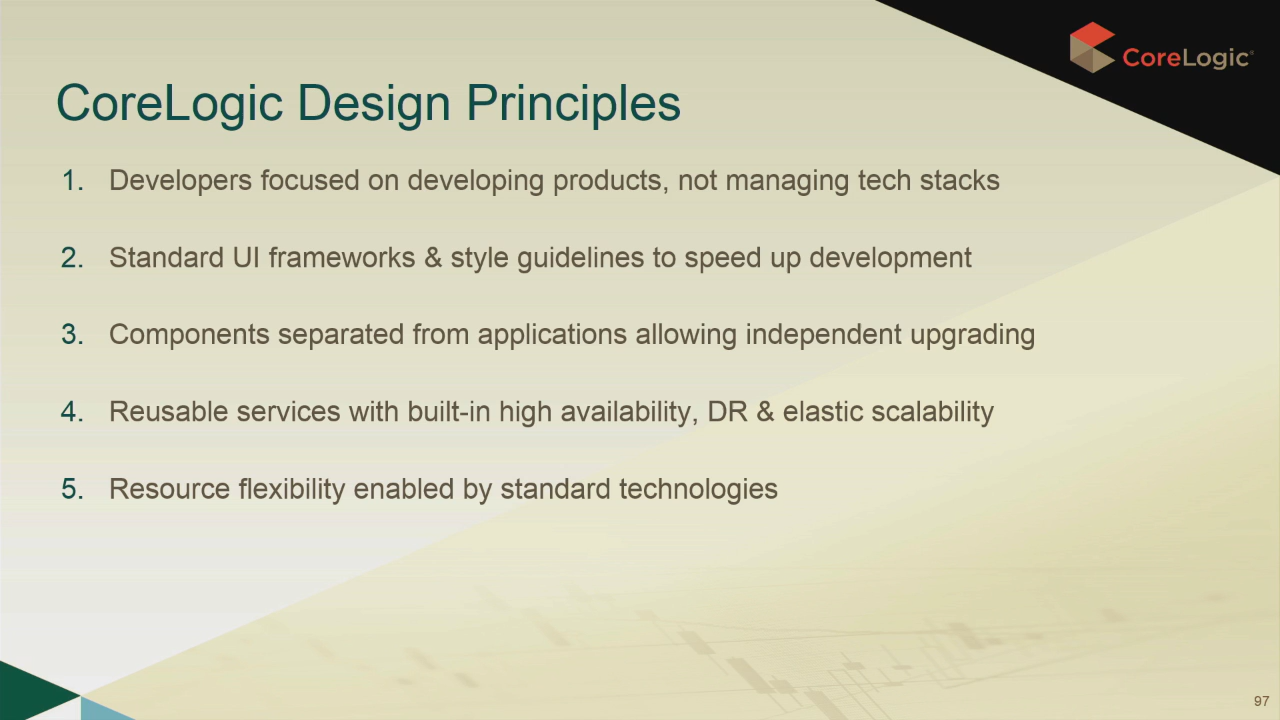 CoreLogic
CoreLogic Design Principles
1. Developers focused on developing products, not managing tech stacks
2. Standard UI frameworks & style guidelines to speed up development
3. Components separated from applications allowing independent upgrading
4. Reusable services with built-in high availability, DR & elastic scalability
5. Resource flexibility enabled by standard technologies
97